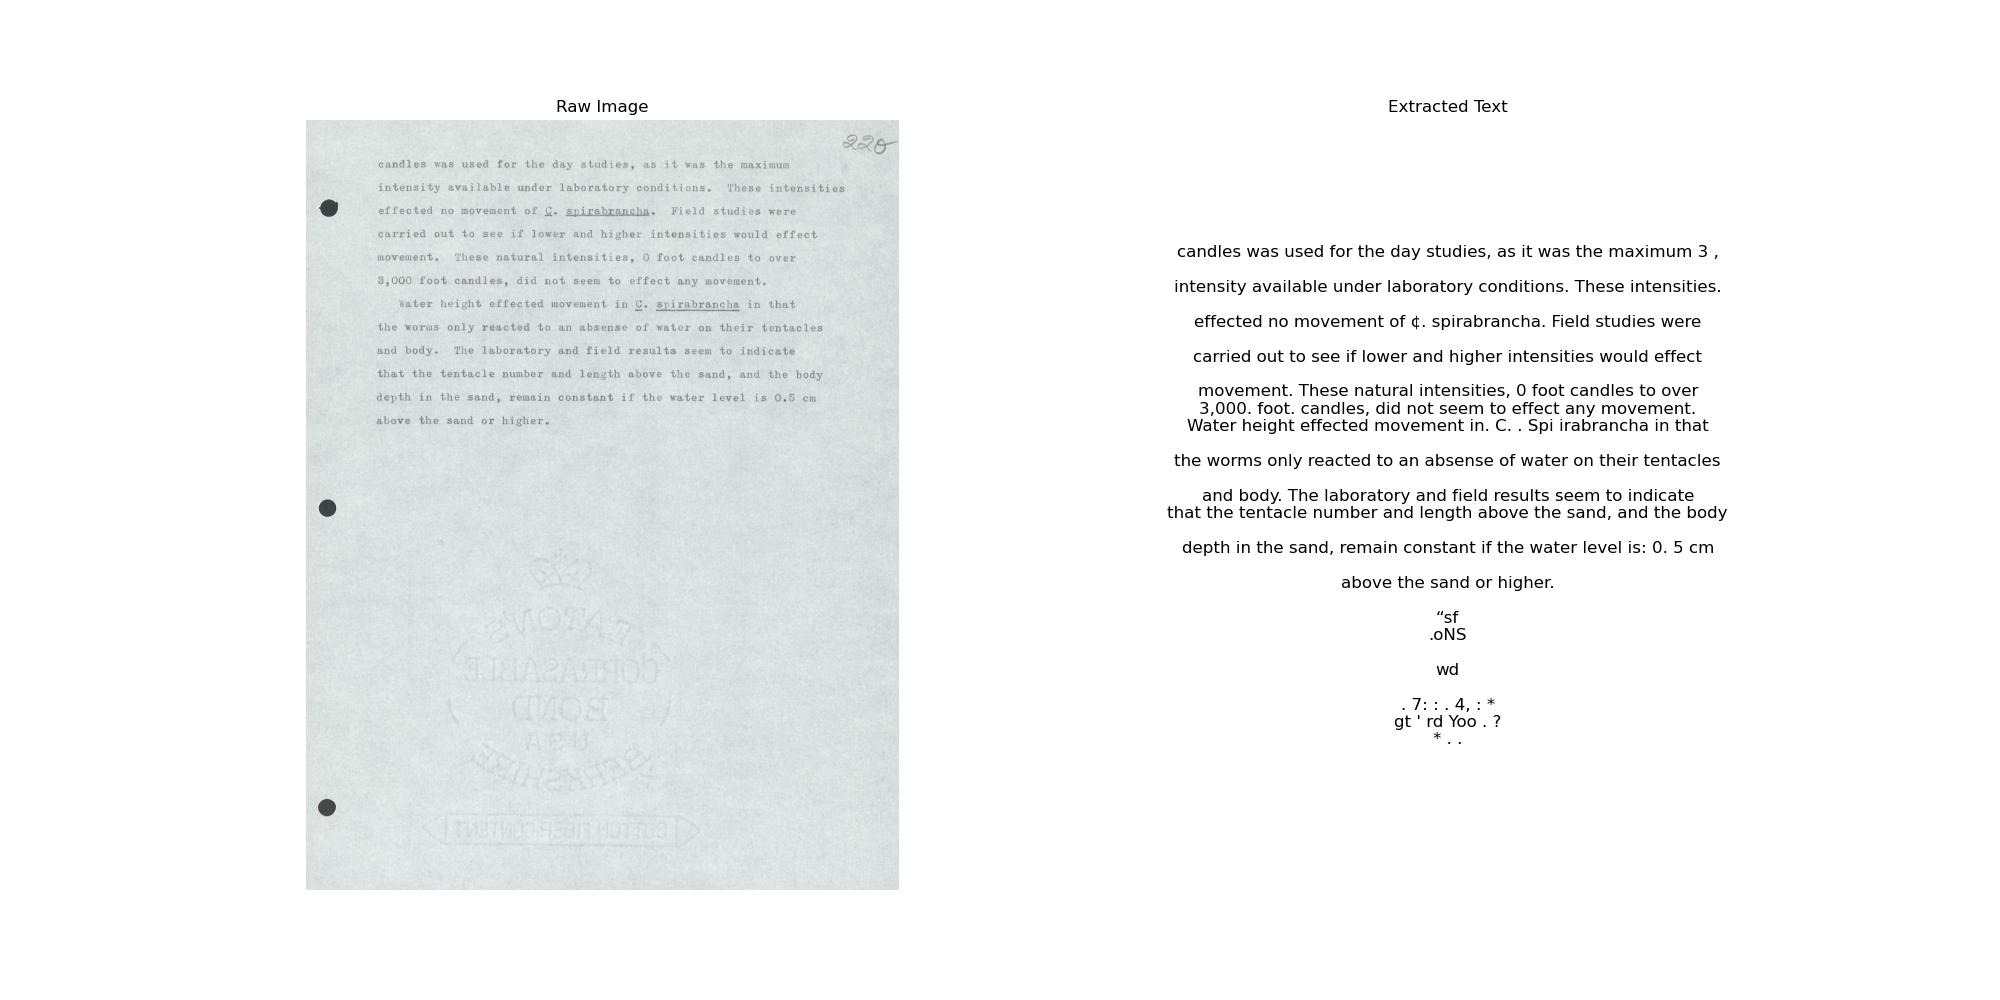 Raw Image
220
candles was used for the day studies, as it was the maximum
intensity available under laboratory conditions. These intensities
effected no movement of C. spirabrancha. Field studies were
carried out to see if lower and higher intensities would effect
movement. These natural intensities, 0 foot candles to over
3,000 foot candles, did not seem to effect any movement.
Water height effected movement in C. spirabrancha in that
the worms only reacted to an absense of water on their tentacles
and body. The laboratory and field results seem to indicate
that the tentacle number and length above the sand, and the body
depth in the sand, remain constant if the water level is 0.5 cm
above the sand or higher.
EATON'S
CORRASABLE
BOND
USA
BERKSHIRE
COTTON FIBER CONTENT
Extracted Text
candles was used for the day studies, as it was the maximum 3 ,
intensity available under laboratory conditions. These intensities.
effected no movement of ¢. spirabrancha. Field studies were
carried out to see if lower and higher intensities would effect
movement. These natural intensities, 0 foot candles to over
3,000. foot. candles, did not seem to effect any movement.
Water height effected movement in. C. . Spi irabrancha in that
the worms only reacted to an absense of water on their tentacles
and body. The laboratory and field results seem to indicate
that the tentacle number and length above the sand, and the body
depth in the sand, remain constant if the water level is: 0. 5 cm
above the sand or higher.
“sf
.oNS
wd
. 7: : . 4, : *
gt ' rd Yoo . ?
* . .